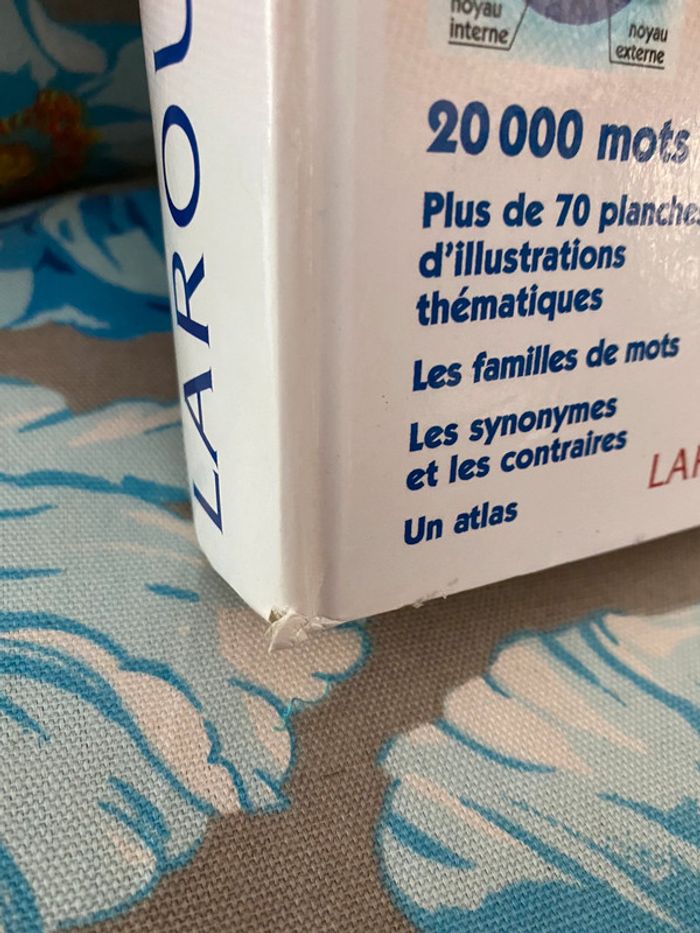 noyau
interne
noyau
externe
20 000 mots
Plus de 70 planches
d'illustrations
thématiques
Les familles de mots
Les synonymes
et les contraires
Un atlas
LAR
LAROU